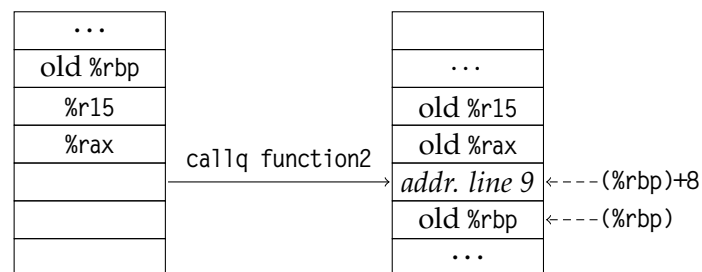 ...
old %rbp
%r15
%rax
callq function2
...
old %r15
old %rax
addr. line 9
(%rbp)+8
old %rbp
(%rbp)
...